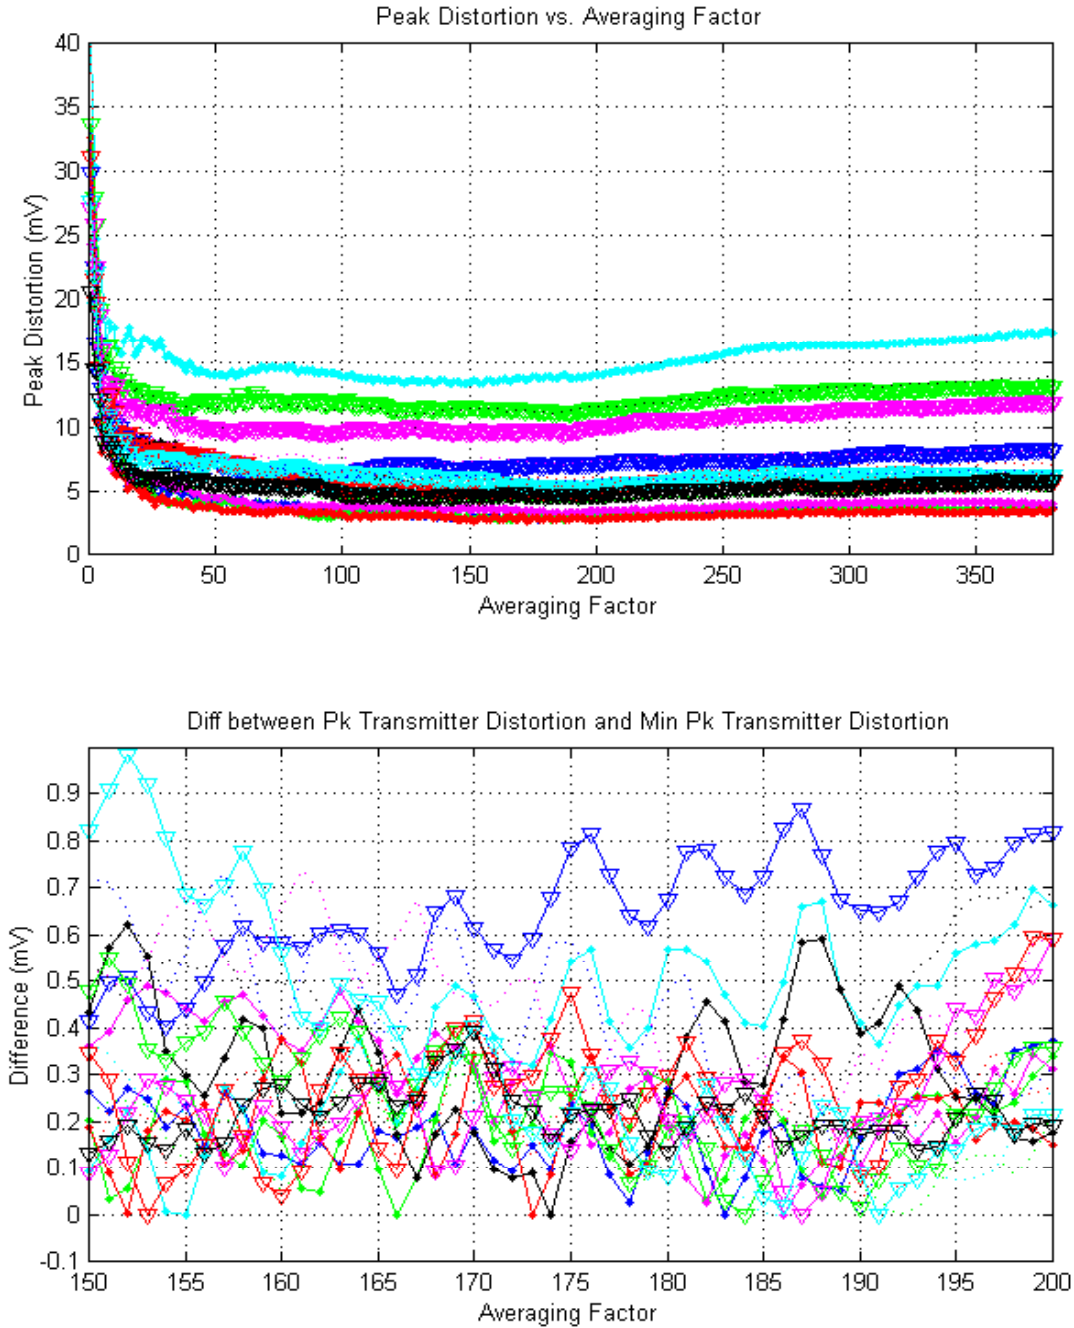 Peak Distortion vs. Averaging Factor
40
35
30
25
20
15
10
5
0
Peak Distortion (mV)
0 50 100 150 200 250 300 350
Averaging Factor
Diff between Pk Transmitter Distortion and Min Pk Transmitter Distortion
0.9
0.8
0.7
0.6
0.5
0.4
0.3
0.2
0.1
0
-0.1
Difference (mV)
150 155 160 165 170 175 180 185 190 195 200
Averaging Factor